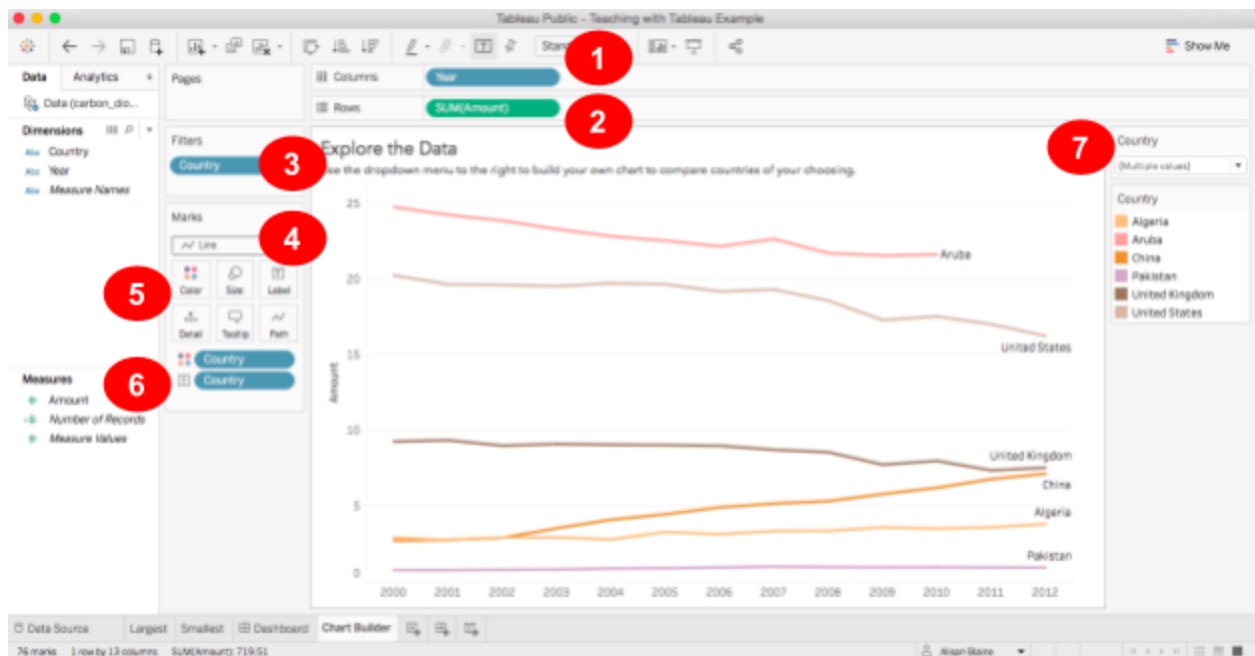 Tableau Public - Teaching with Tableau Example
Show Me
1
Data Analytics
Pages
Columns Year
Data (carbon_dio...
Rows SUM(Amount)
2
Dimensions
Filters
Country
Year
Measure Names
Country
3
Explore the Data
Use the dropdown menu to the right to build your own chart to compare countries of your choosing.
7
Country
(Multiple values)
Country
Algeria
Aruba
China
Pakistan
United Kingdom
United States
Marks
Line
4
Color Size Label
5
Detail Tooltip Path
Country
Country
6
Measures
Amount
Number of Records
Measure Values
Amount
25
20
15
10
5
0
Aruba
United States
United Kingdom
China
Algeria
Pakistan
2000 2001 2002 2003 2004 2005 2006 2007 2008 2009 2010 2011 2012
Data Source Largest Smallest Dashboard Chart Builder
76 marks 1 row by 13 columns SUM(Amount): 719.51
Alison Blaine